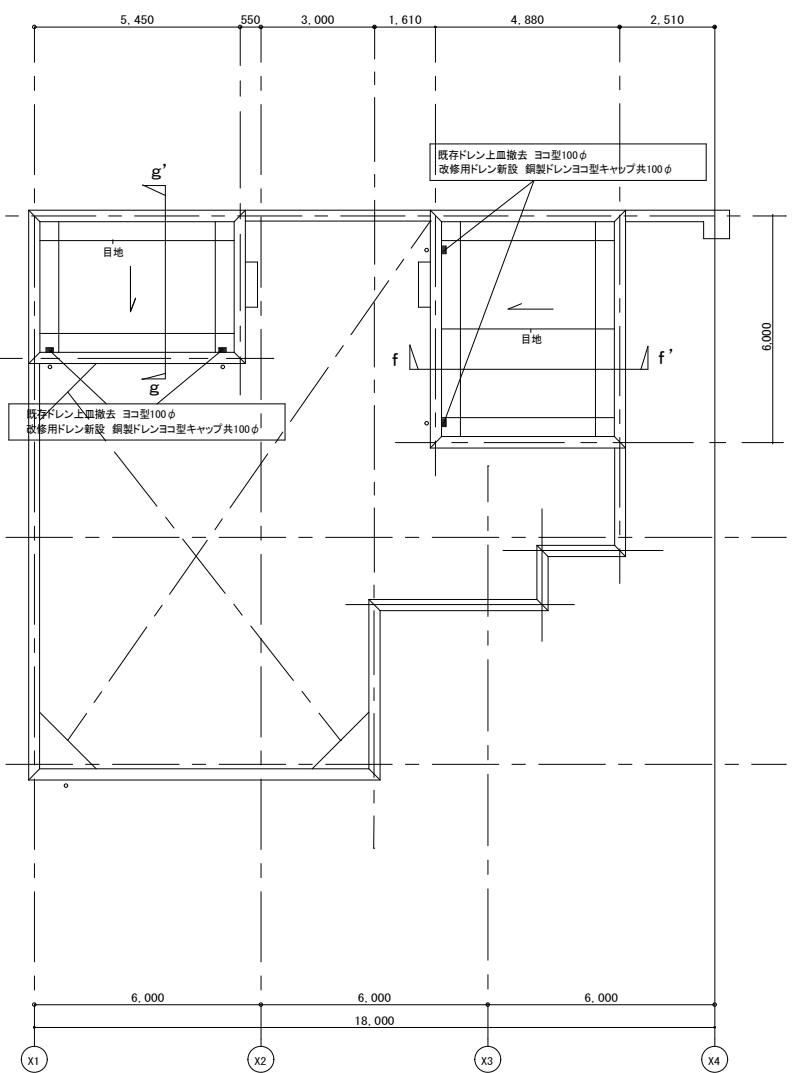 5,450
550
3,000
1,610
4,880
2,510
既存ドレン上皿撤去 ヨコ型100φ
改修用ドレン新設 銅製ドレンヨコ型キャップ共100φ
g'
目地
目地
6,000
f
f'
g
既存ドレン上皿撤去 ヨコ型100φ
改修用ドレン新設 銅製ドレンヨコ型キャップ共100φ
6,000
6,000
6,000
18,000
X1
X2
X3
X4